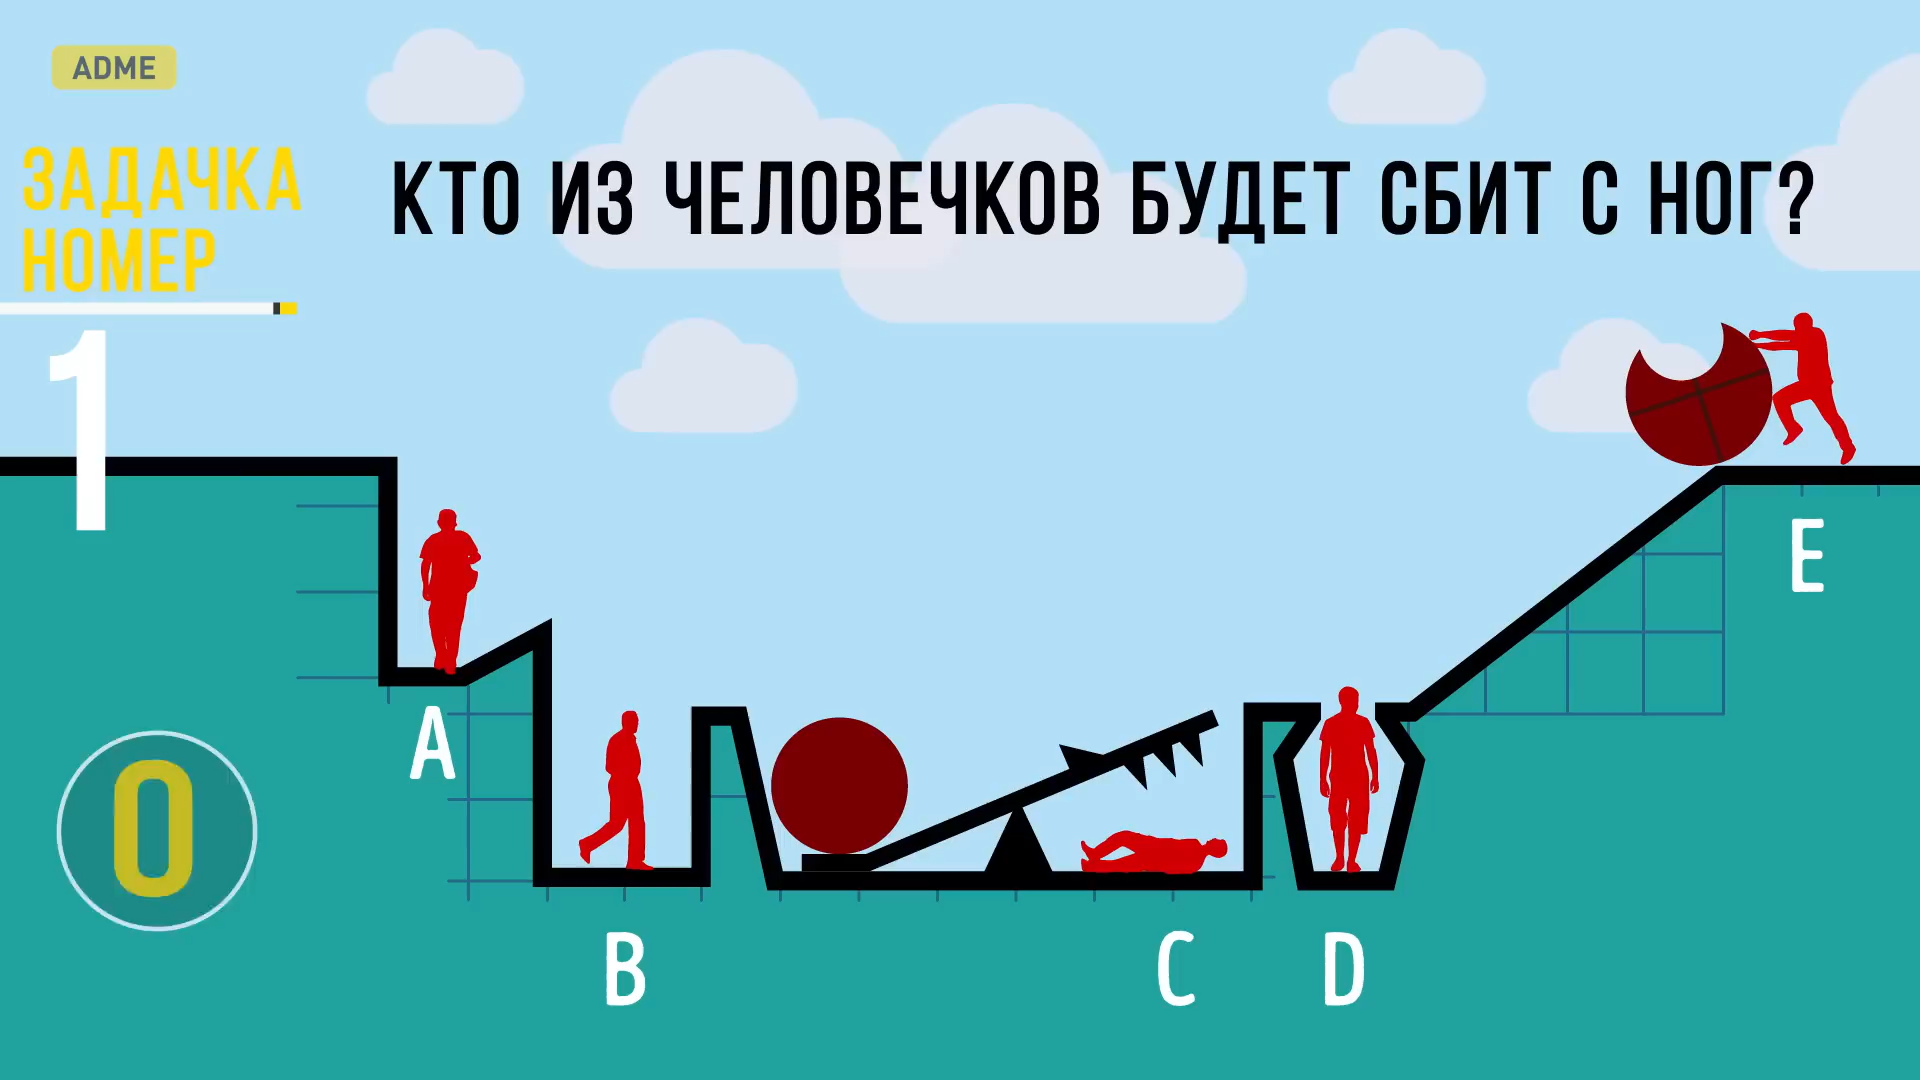 ADME
ЗАДАЧКА
НОМЕР
1
КТО ИЗ ЧЕЛОВЕЧКОВ БУДЕТ СБИТ С НОГ?
E
A
0
B
C
D